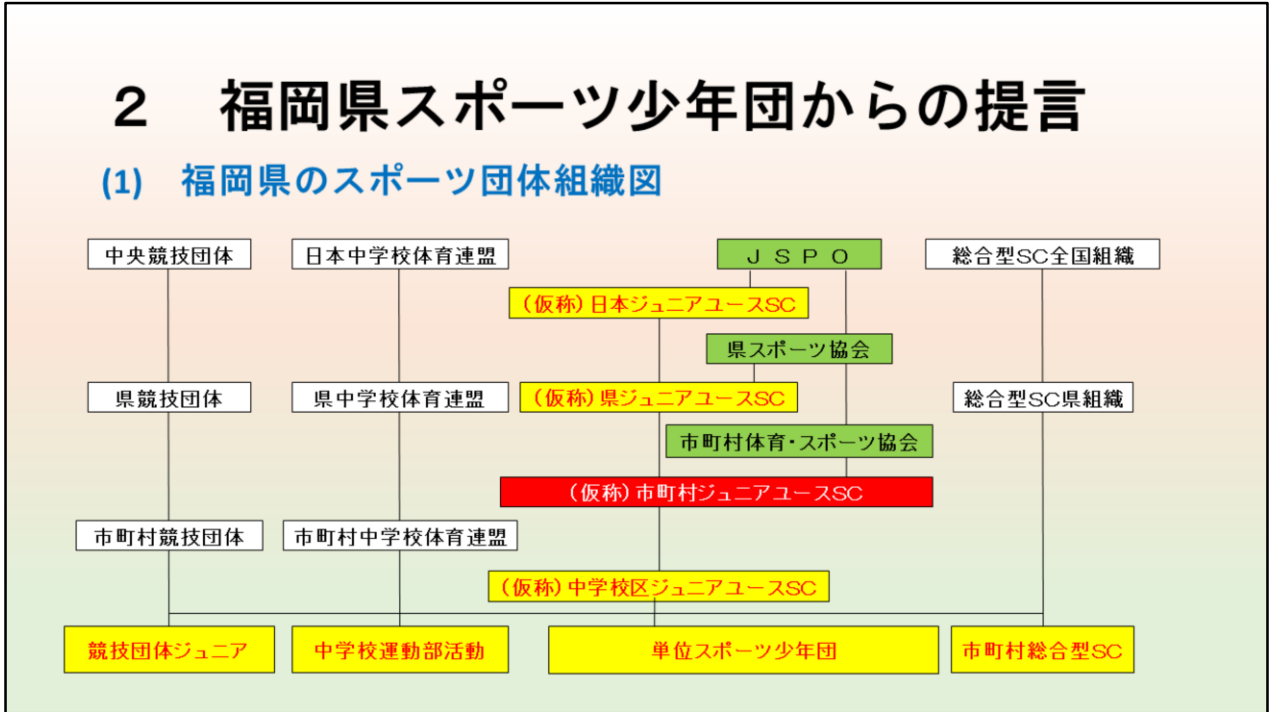 ２　福岡県スポーツ少年団からの提言
(1)　福岡県のスポーツ団体組織図
中央競技団体
日本中学校体育連盟
ＪＳＰＯ
総合型SC全国組織
（仮称）日本ジュニアユースSC
県スポーツ協会
県競技団体
県中学校体育連盟
（仮称）県ジュニアユースSC
総合型SC県組織
市町村体育・スポーツ協会
（仮称）市町村ジュニアユースSC
市町村競技団体
市町村中学校体育連盟
（仮称）中学校区ジュニアユースSC
競技団体ジュニア
中学校運動部活動
単位スポーツ少年団
市町村総合型SC